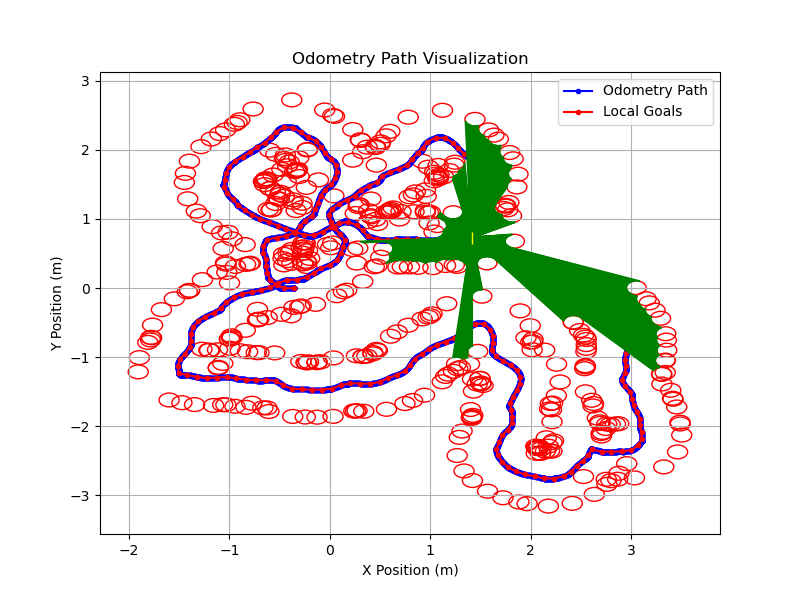 Odometry Path Visualization
Odometry Path
Local Goals
Y Position (m)
3
2
1
0
−1
−2
−3
−2
−1
0
1
2
3
X Position (m)